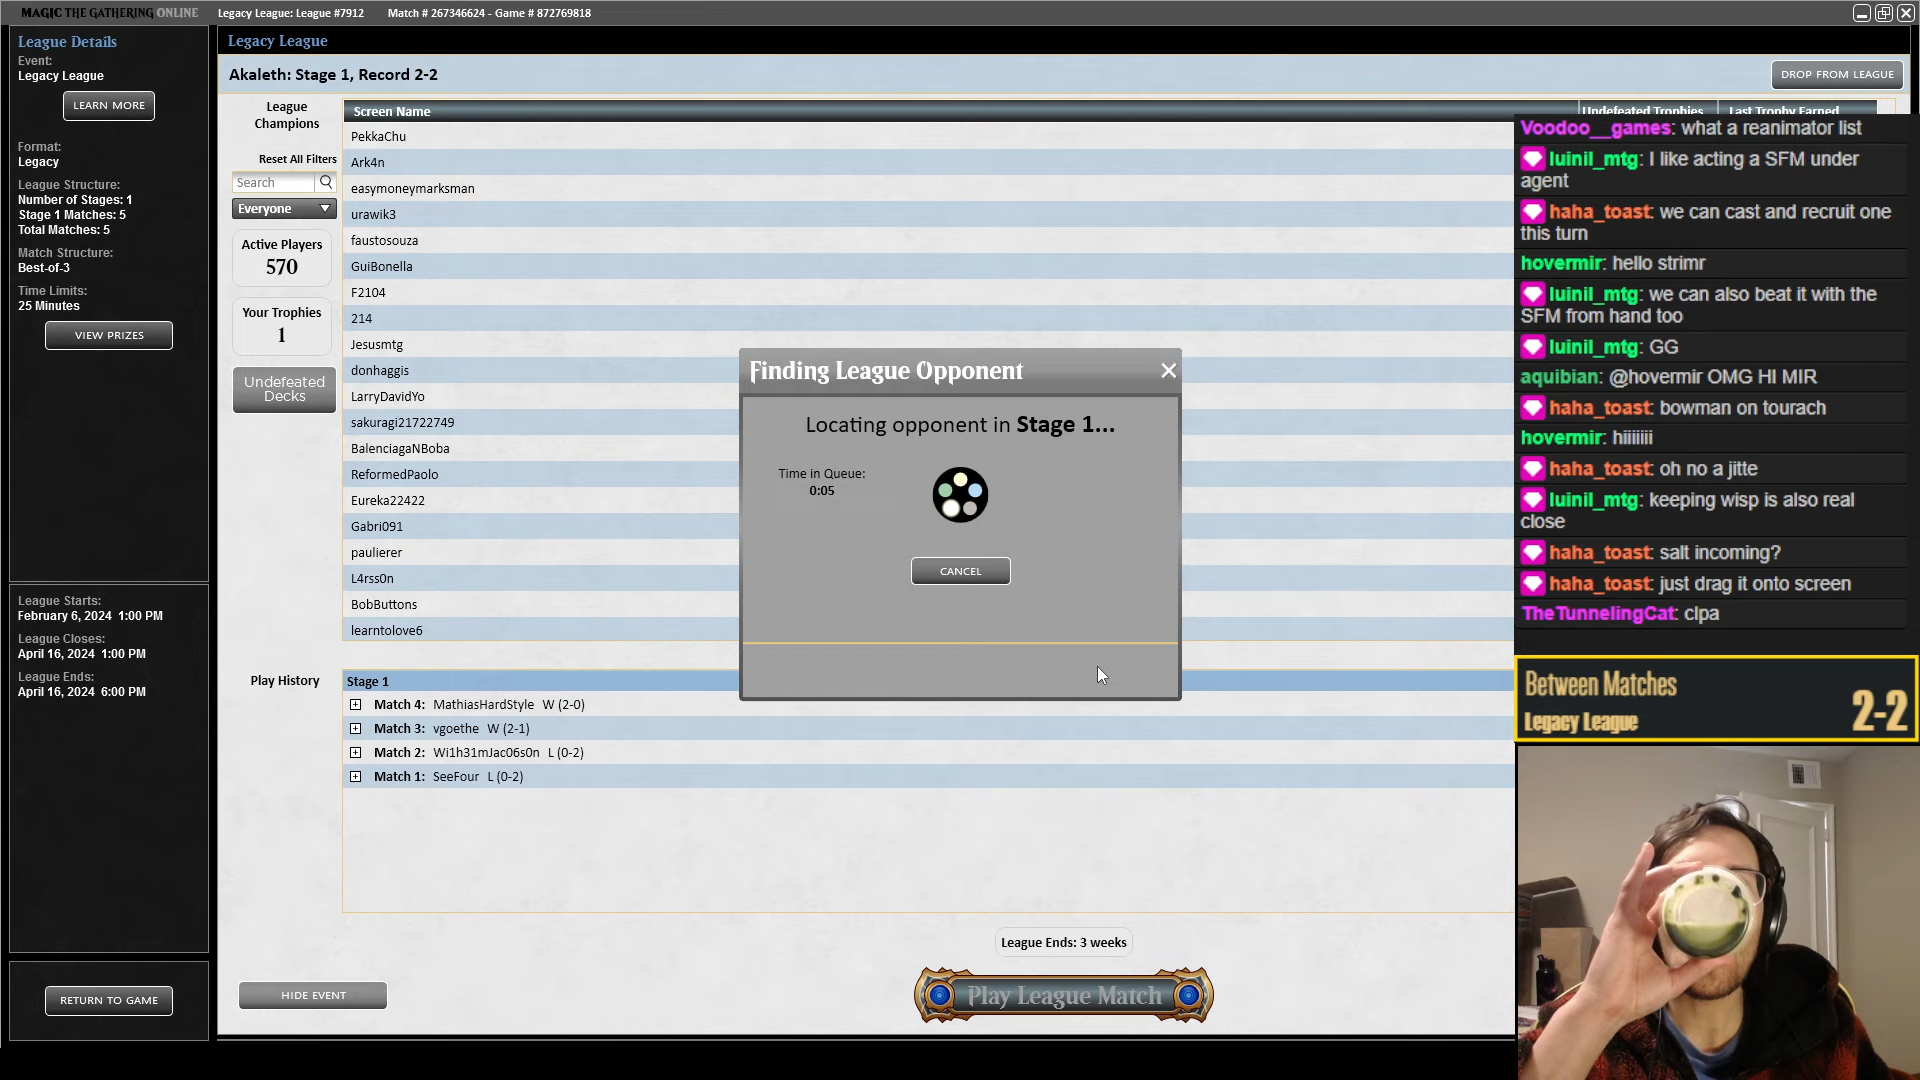 MAGIC THE GATHERING ONLINE
Legacy League: League #7912
Match # 267346624 - Game # 872769818
League Details
Event:
Legacy League
LEARN MORE
Format:
Legacy
League Structure:
Number of Stages: 1
Stage 1 Matches: 5
Total Matches: 5
Match Structure:
Best-of-3
Time Limits:
25 Minutes
VIEW PRIZES
League Starts:
February 6, 2024 1:00 PM
League Closes:
April 16, 2024 1:00 PM
League Ends:
April 16, 2024 6:00 PM
RETURN TO GAME
Legacy League
Akaleth: Stage 1, Record 2-2
DROP FROM LEAGUE
League
Champions
Reset All Filters
Search
Everyone
Active Players
570
Your Trophies
1
Undefeated
Decks
Screen Name
Undefeated Trophies
Last Trophy Earned
PekkaChu
Ark4n
easymoneymarksman
urawik3
faustosouza
GuiBonella
F2104
214
Jesusmtg
donhaggis
LarryDavidYo
sakuragi21722749
BalenciagaNBoba
ReformedPaolo
Eureka22422
Gabri091
paulierer
L4rss0n
BobButtons
learntolove6
Finding League Opponent
Locating opponent in Stage 1...
Time in Queue:
0:05
CANCEL
Play History
Stage 1
Match 4: MathiasHardStyle W (2-0)
Match 3: vgoethe W (2-1)
Match 2: Wi1h31mJac06s0n L (0-2)
Match 1: SeeFour L (0-2)
League Ends: 3 weeks
HIDE EVENT
Play League Match
Voodoo__games: what a reanimator list
luinil_mtg: I like acting a SFM under
agent
haha_toast: we can cast and recruit one
this turn
hovermir: hello strimr
luinil_mtg: we can also beat it with the
SFM from hand too
luinil_mtg: GG
aquibian: @hovermir OMG HI MIR
haha_toast: bowman on tourach
hovermir: hiiiiiii
haha_toast: oh no a jitte
luinil_mtg: keeping wisp is also real
close
haha_toast: salt incoming?
haha_toast: just drag it onto screen
TheTunnelingCat: clpa
Between Matches
Legacy League
2-2